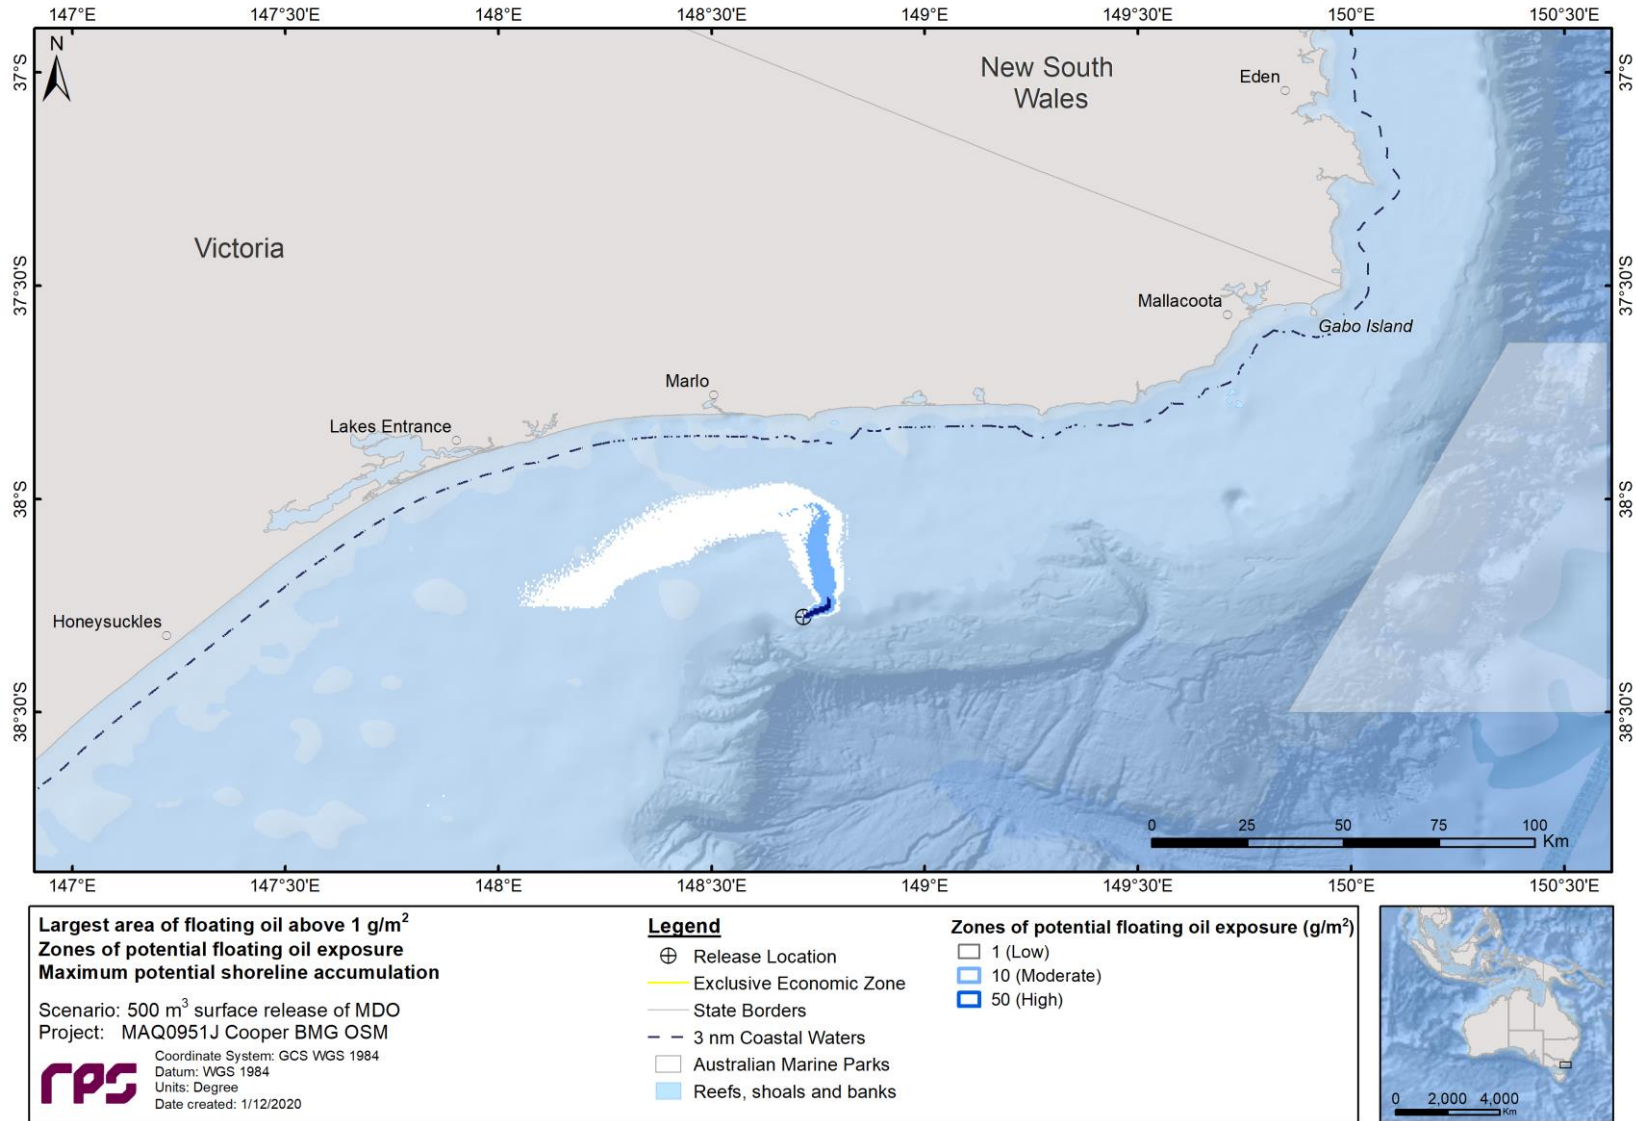 147°E 147°30'E 148°E 148°30'E 149°E 149°30'E 150°E 150°30'E
N
37°S
37°S
New South
Wales
Eden
Victoria
37°30'S
37°30'S
Mallacoota
Gabo Island
Marlo
Lakes Entrance
38°S
38°S
Honeysuckles
38°30'S
38°30'S
0 25 50 75 100
Km
147°E 147°30'E 148°E 148°30'E 149°E 149°30'E 150°E 150°30'E
Largest area of floating oil above 1 g/m²
Zones of potential floating oil exposure
Maximum potential shoreline accumulation
Scenario: 500 m³ surface release of MDO
Project: MAQ0951J Cooper BMG OSM
rps
Coordinate System: GCS WGS 1984
Datum: WGS 1984
Units: Degree
Date created: 1/12/2020
Legend
Release Location
Exclusive Economic Zone
State Borders
3 nm Coastal Waters
Australian Marine Parks
Reefs, shoals and banks
Zones of potential floating oil exposure (g/m²)
1 (Low)
10 (Moderate)
50 (High)
0 2,000 4,000
Km